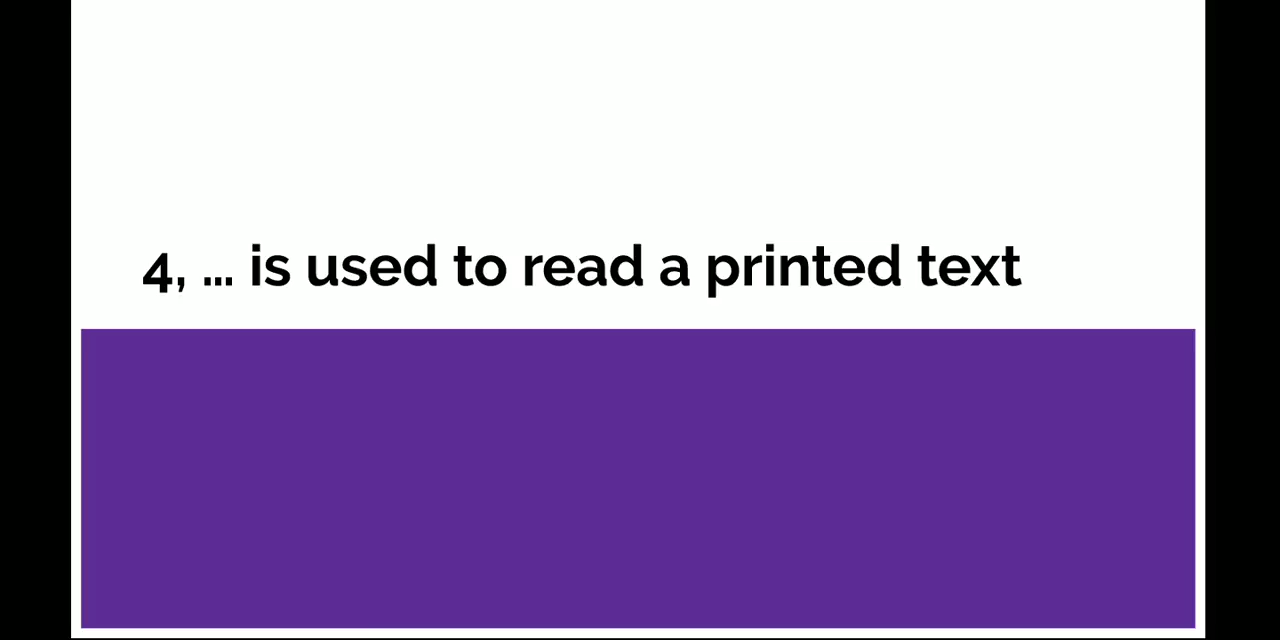 4, ... is used to read a printed text